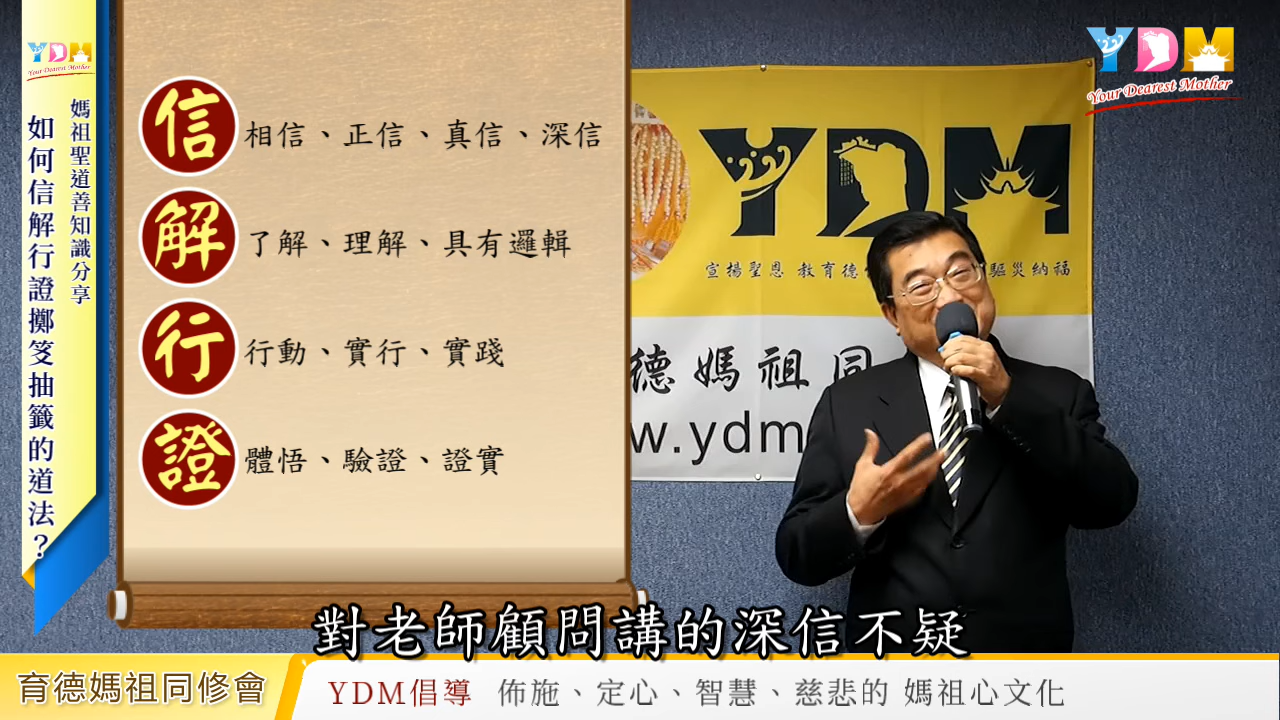 YDM
Your Dearest Mother
媽祖聖道善知識分享
如何信解行證擲筊抽籤的道法？
信
相信、正信、真信、深信
解
了解、理解、具有邏輯
行
行動、實行、實踐
證
體悟、驗證、證實
YDM
宣揚聖恩 教育德 驅災納福
德媽祖同
w.ydm
YDM
Your Dearest Mother
對老師顧問講的深信不疑
育德媽祖同修會
YDM倡導 佈施、定心、智慧、慈悲的 媽祖心文化